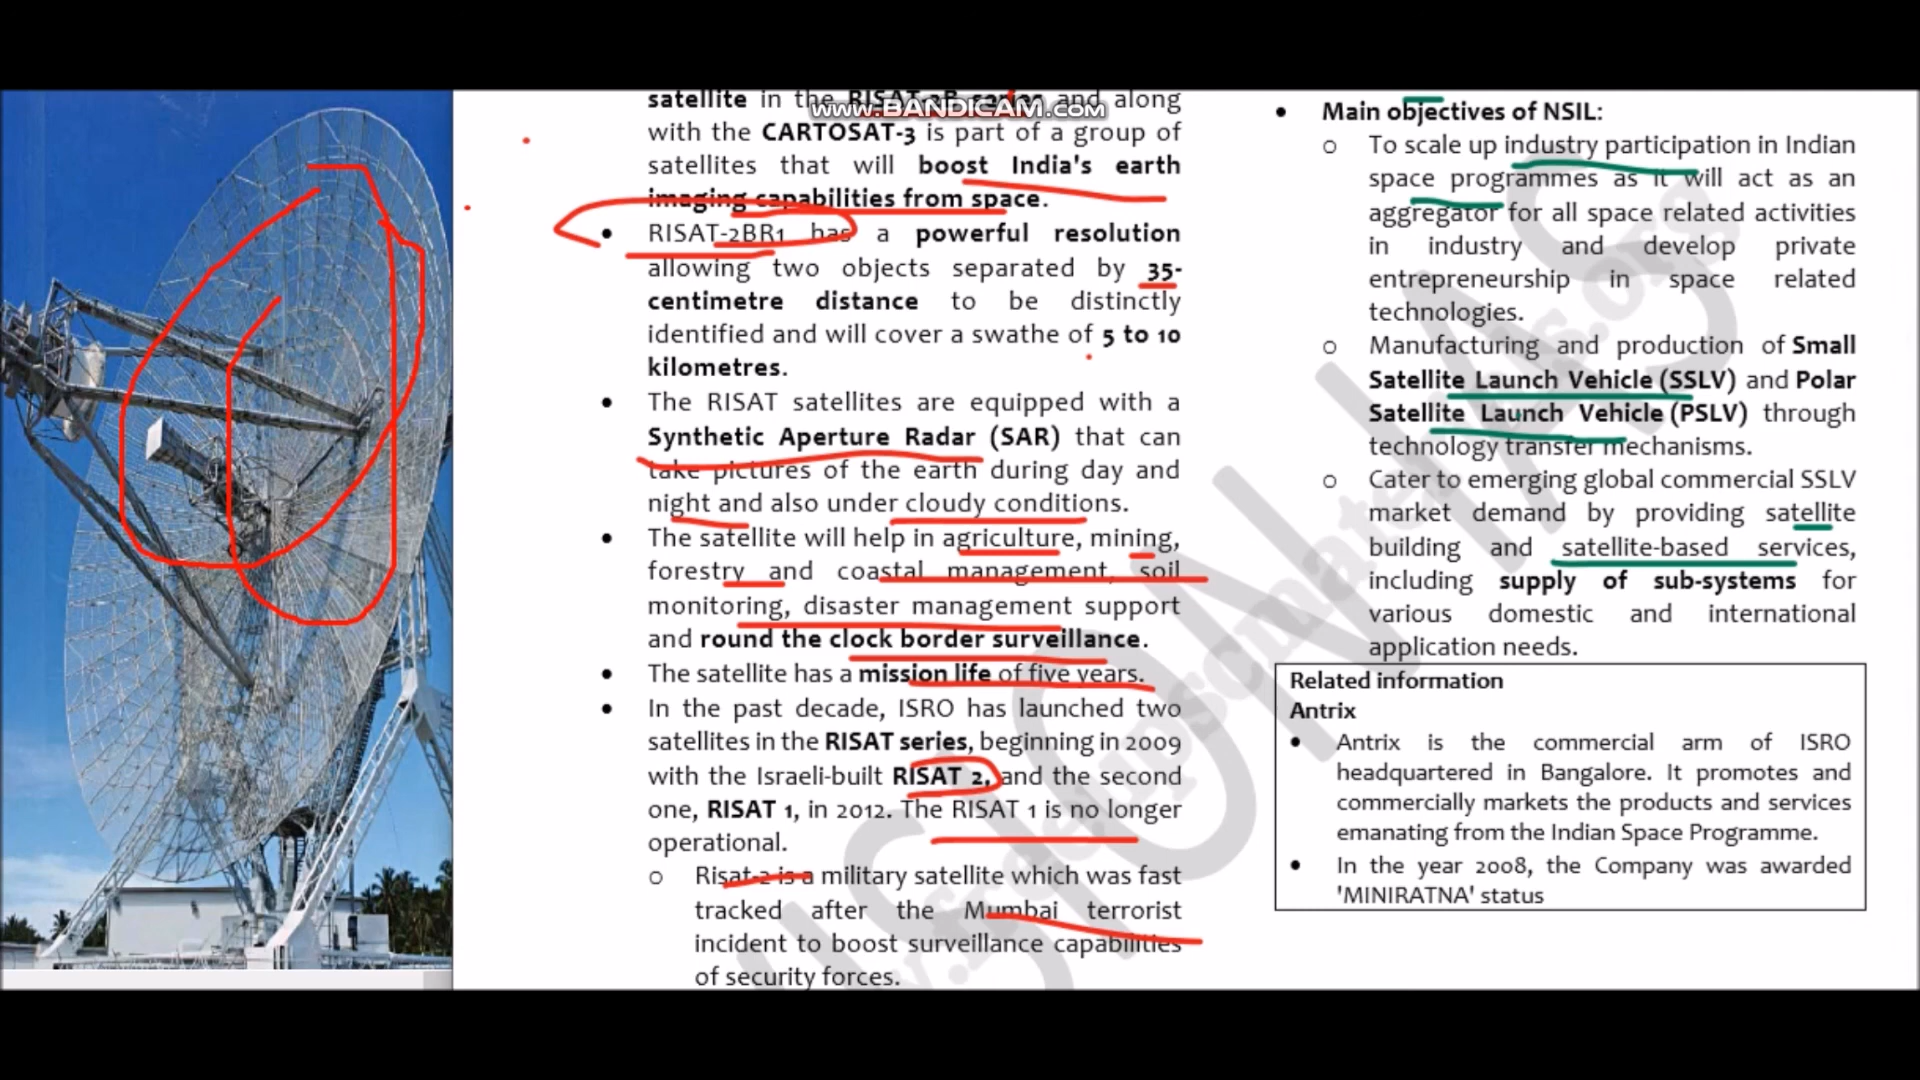 satellite in the RISAT-2B series and along
www.BANDICAM.com
with the CARTOSAT-3 is part of a group of
satellites that will boost India's earth
imaging capabilities from space.
• RISAT-2BR1 has a powerful resolution
allowing two objects separated by 35-
centimetre distance to be distinctly
identified and will cover a swathe of 5 to 10
kilometres.
• The RISAT satellites are equipped with a
Synthetic Aperture Radar (SAR) that can
take pictures of the earth during day and
night and also under cloudy conditions.
• The satellite will help in agriculture, mining,
forestry and coastal management, soil
monitoring, disaster management support
and round the clock border surveillance.
• The satellite has a mission life of five years.
• In the past decade, ISRO has launched two
satellites in the RISAT series, beginning in 2009
with the Israeli-built RISAT 2, and the second
one, RISAT 1, in 2012. The RISAT 1 is no longer
operational.
o Risat-2 is a military satellite which was fast
tracked after the Mumbai terrorist
incident to boost surveillance capabilities
of security forces.
• Main objectives of NSIL:
o To scale up industry participation in Indian
space programmes as it will act as an
aggregator for all space related activities
in industry and develop private
entrepreneurship in space related
technologies.
o Manufacturing and production of Small
Satellite Launch Vehicle (SSLV) and Polar
Satellite Launch Vehicle (PSLV) through
technology transfer mechanisms.
o Cater to emerging global commercial SSLV
market demand by providing satellite
building and satellite-based services,
including supply of sub-systems for
various domestic and international
application needs.
Related information
Antrix
• Antrix is the commercial arm of ISRO
headquartered in Bangalore. It promotes and
commercially markets the products and services
emanating from the Indian Space Programme.
• In the year 2008, the Company was awarded
'MINIRATNA' status